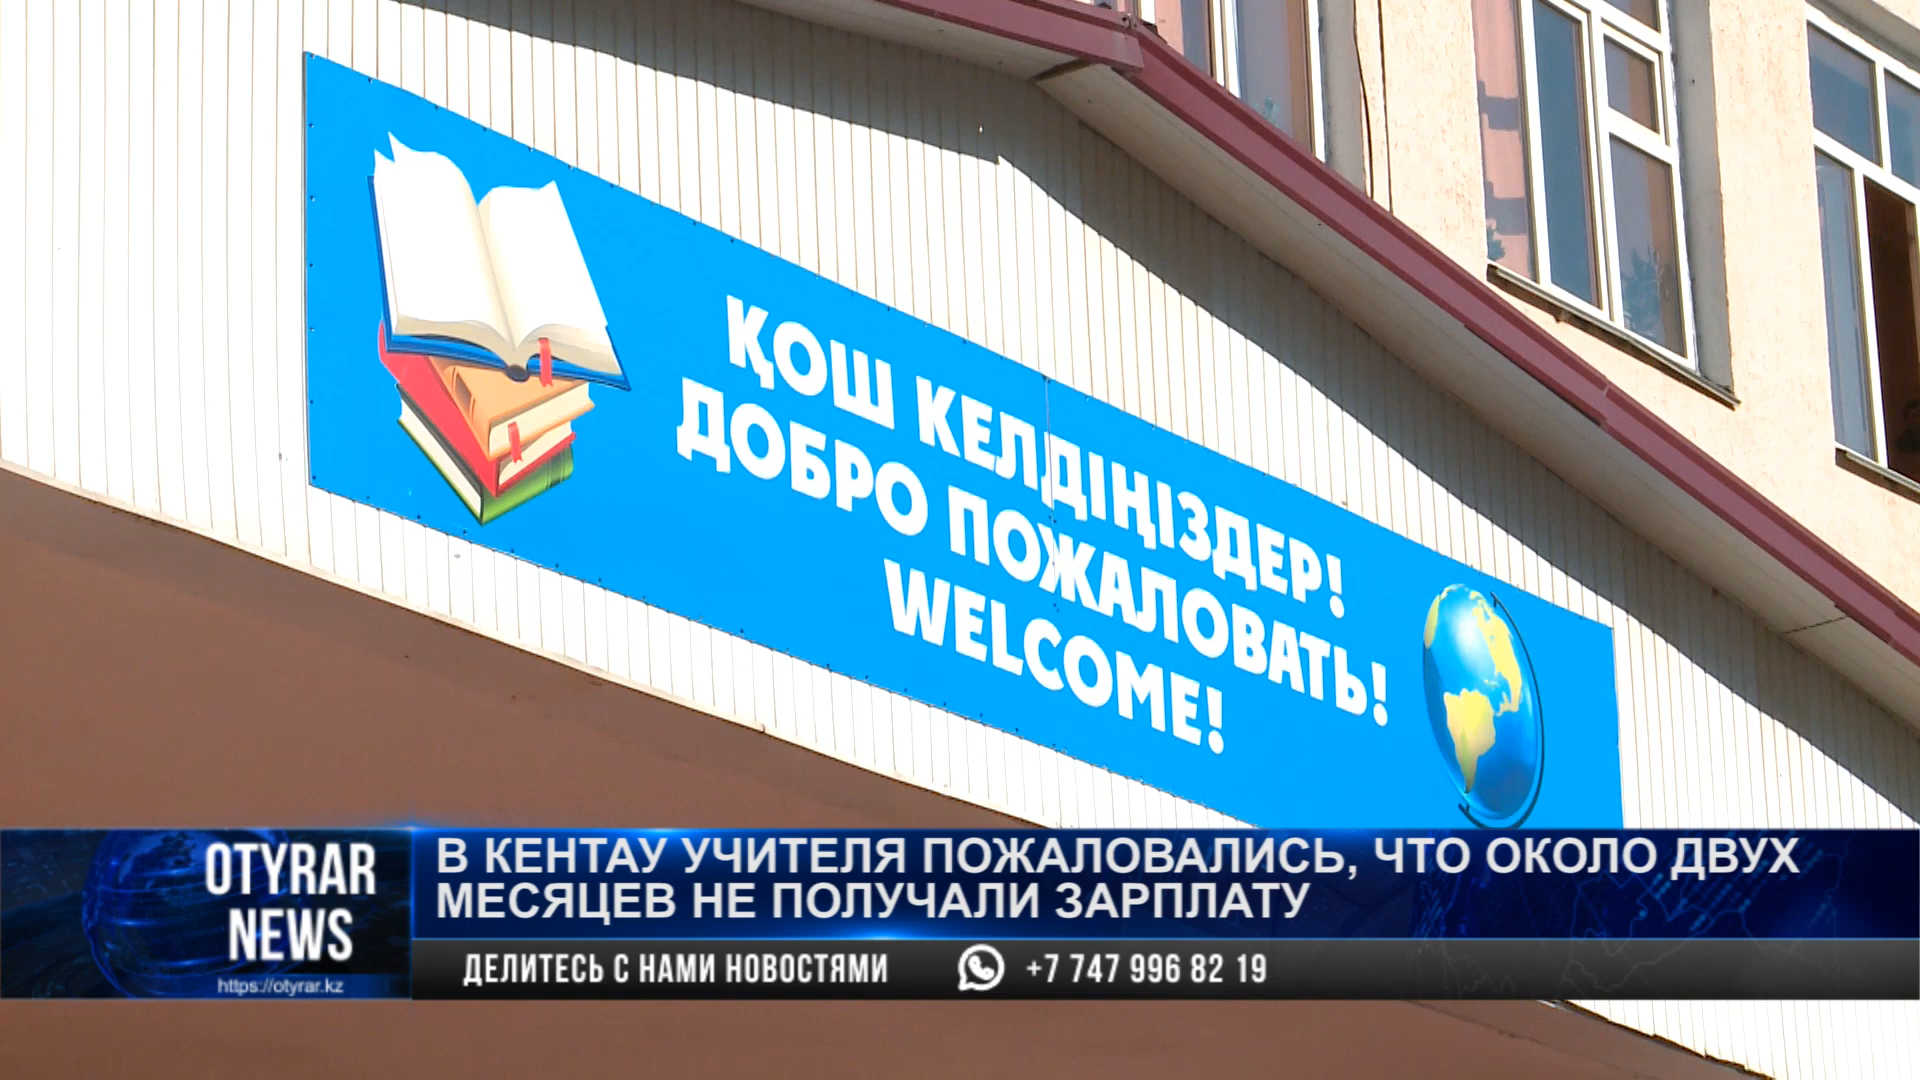 ҚОШ КЕЛДІҢІЗДЕР!
ДОБРО ПОЖАЛОВАТЬ!
WELCOME!
OTYRAR
NEWS
https://otyrar.kz
В КЕНТАУ УЧИТЕЛЯ ПОЖАЛОВАЛИСЬ, ЧТО ОКОЛО ДВУХ
МЕСЯЦЕВ НЕ ПОЛУЧАЛИ ЗАРПЛАТУ
ДЕЛИТЕСЬ С НАМИ НОВОСТЯМИ
+7 747 996 82 19